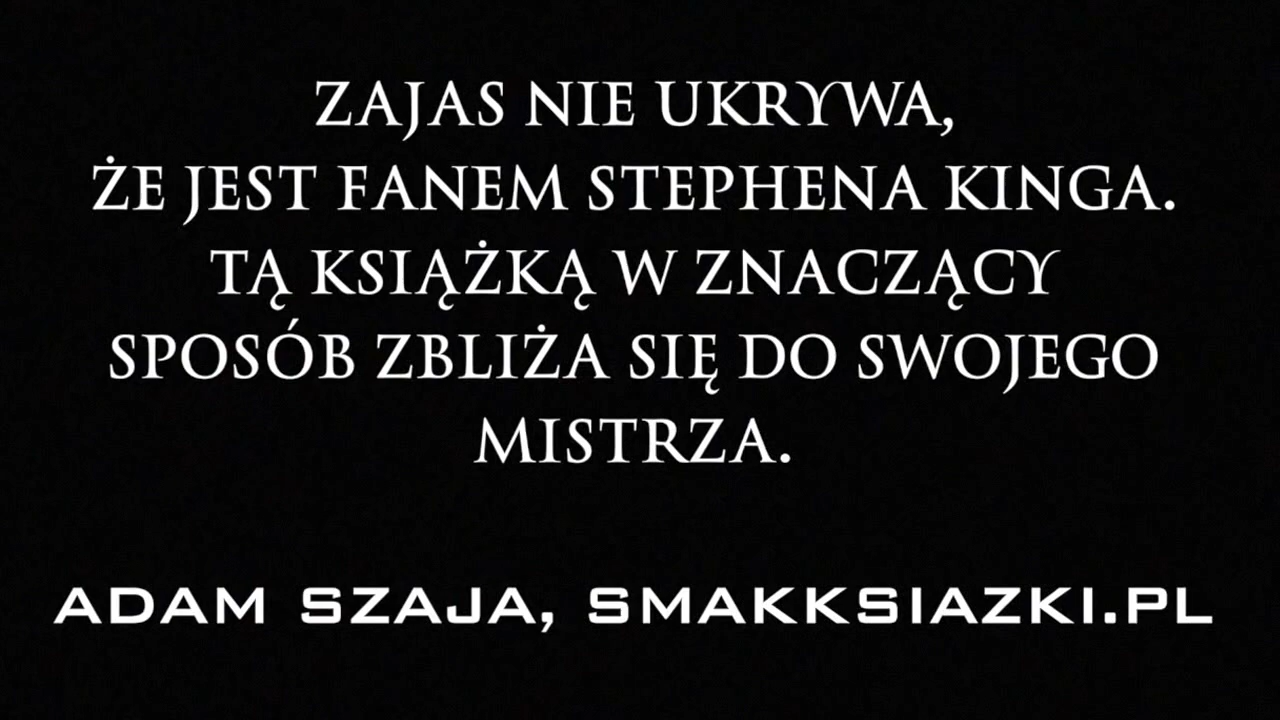 ZAJAS NIE UKRYWA,
ŻE JEST FANEM STEPHENA KINGA.
TĄ KSIĄŻKĄ W ZNACZĄCY
SPOSÓB ZBLIŻA SIĘ DO SWOJEGO
MISTRZA.
ADAM SZAJA, SMAKKSIAZKI.PL